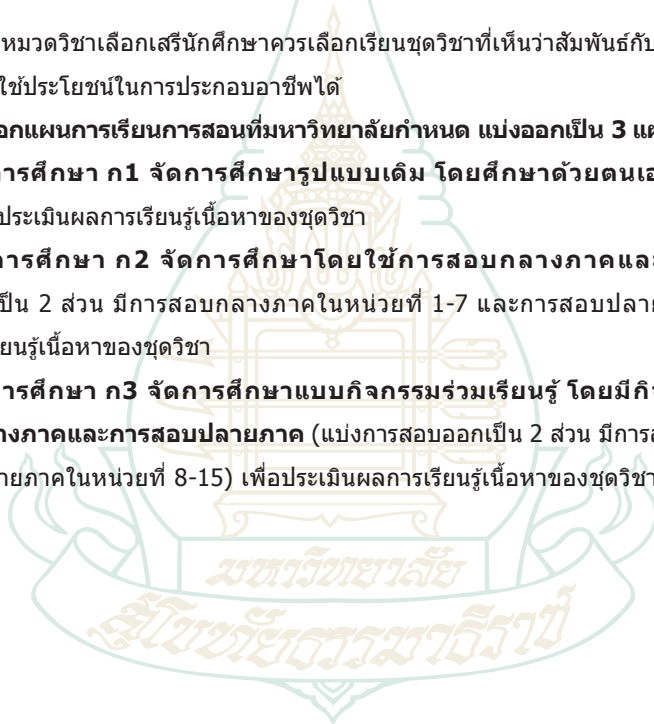 หมวดวิชาเลือกเสรีนักศึกษาควรเลือกเรียนชุดวิชาที่เห็นว่าสัมพันธ์กับ
ใช้ประโยชน์ในการประกอบอาชีพได้
อกแผนการเรียนการสอนที่มหาวิทยาลัยกำหนด แบ่งออกเป็น 3 แผ
ารศึกษา ก1 จัดการศึกษารูปแบบเดิม โดยศึกษาด้วยตนเอ
ประเมินผลการเรียนรู้เนื้อหาของชุดวิชา
ารศึกษา ก2 จัดการศึกษาโดยใช้การสอบกลางภาคและ
เป็น 2 ส่วน มีการสอบกลางภาคในหน่วยที่ 1-7 และการสอบปลาย
ยนรู้เนื้อหาของชุดวิชา
ารศึกษา ก3 จัดการศึกษาแบบกิจกรรมร่วมเรียนรู้ โดยมีกิจ
างภาคและการสอบปลายภาค (แบ่งการสอบออกเป็น 2 ส่วน มีการส
ายภาคในหน่วยที่ 8-15) เพื่อประเมินผลการเรียนรู้เนื้อหาของชุดวิชา
มหาวิทยาลัย
สุโขทัยธรรมาธิราช